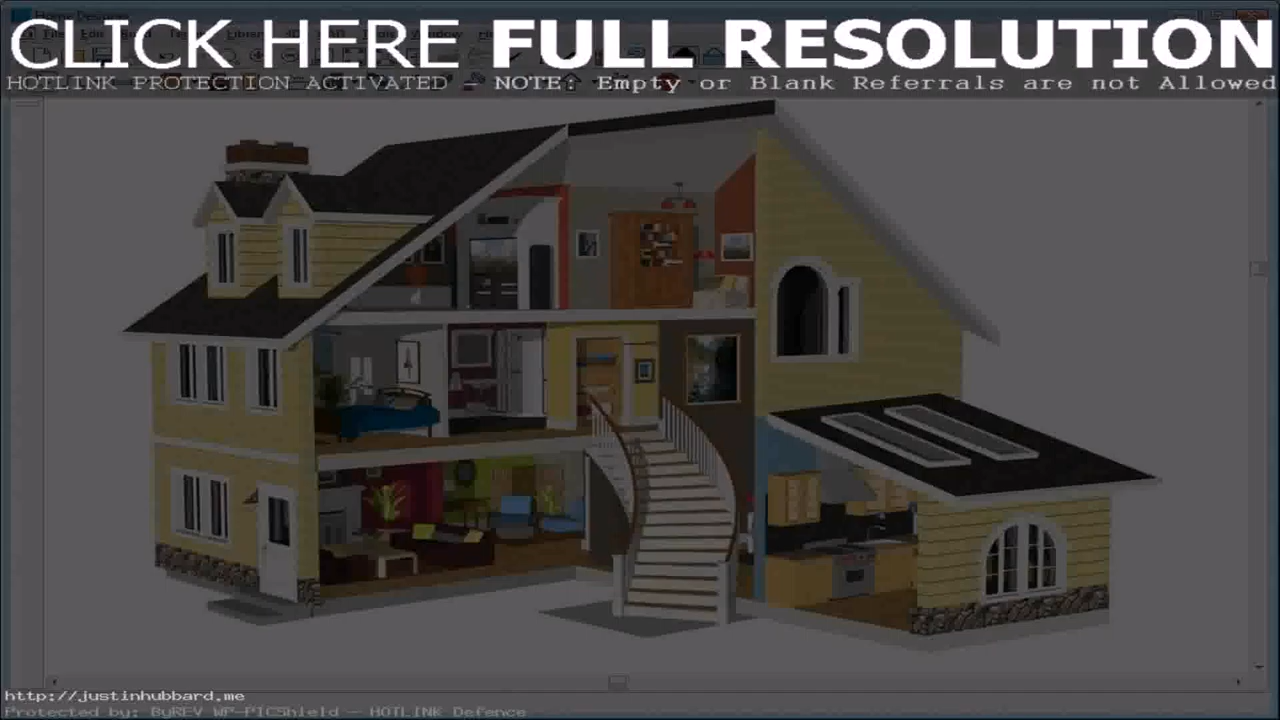 CLICK HERE FULL RESOLUTION
HOTLINK PROTECTION ACTIVATED NOTE: Empty or Blank Referrals are not Allowed
http://justinhubbard.me
Protected by: ByREV WP-PICShield - HOTLINK Defence